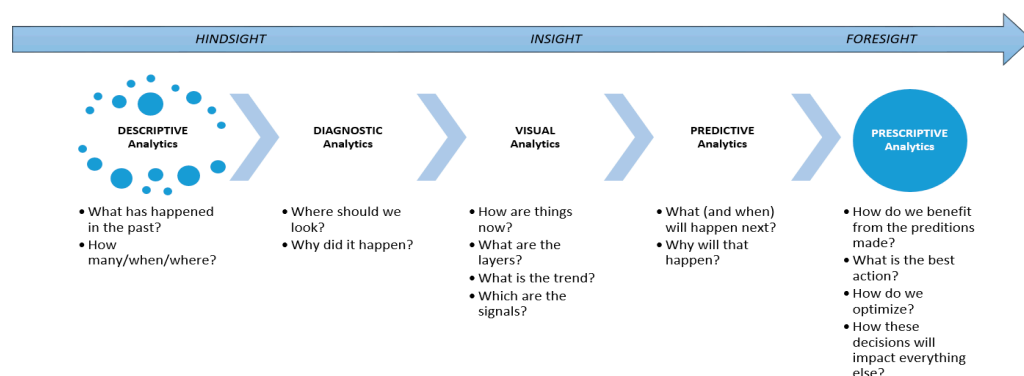 HINDSIGHT
INSIGHT
FORESIGHT
DESCRIPTIVE
Analytics
DIAGNOSTIC
Analytics
VISUAL
Analytics
PREDICTIVE
Analytics
PRESCRIPTIVE
Analytics
• What has happened
in the past?
• How
many/when/where?
• Where should we
look?
• Why did it happen?
• How are things
now?
• What are the
layers?
• What is the trend?
• Which are the
signals?
• What (and when)
will happen next?
• Why will that
happen?
• How do we benefit
from the preditions
made?
• What is the best
action?
• How do we
optimize?
• How these
decisions will
impact everything
else?